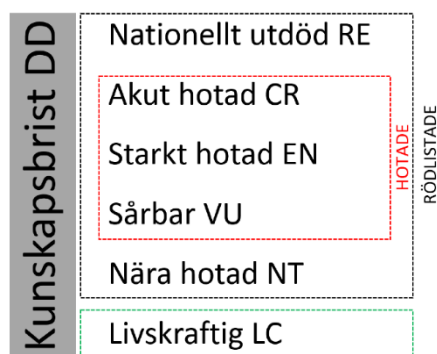 Kunskapsbrist DD
Nationellt utdöd RE
Akut hotad CR
Starkt hotad EN
Sårbar VU
Nära hotad NT
Livskraftig LC
HOTADE
RÖDLISTADE